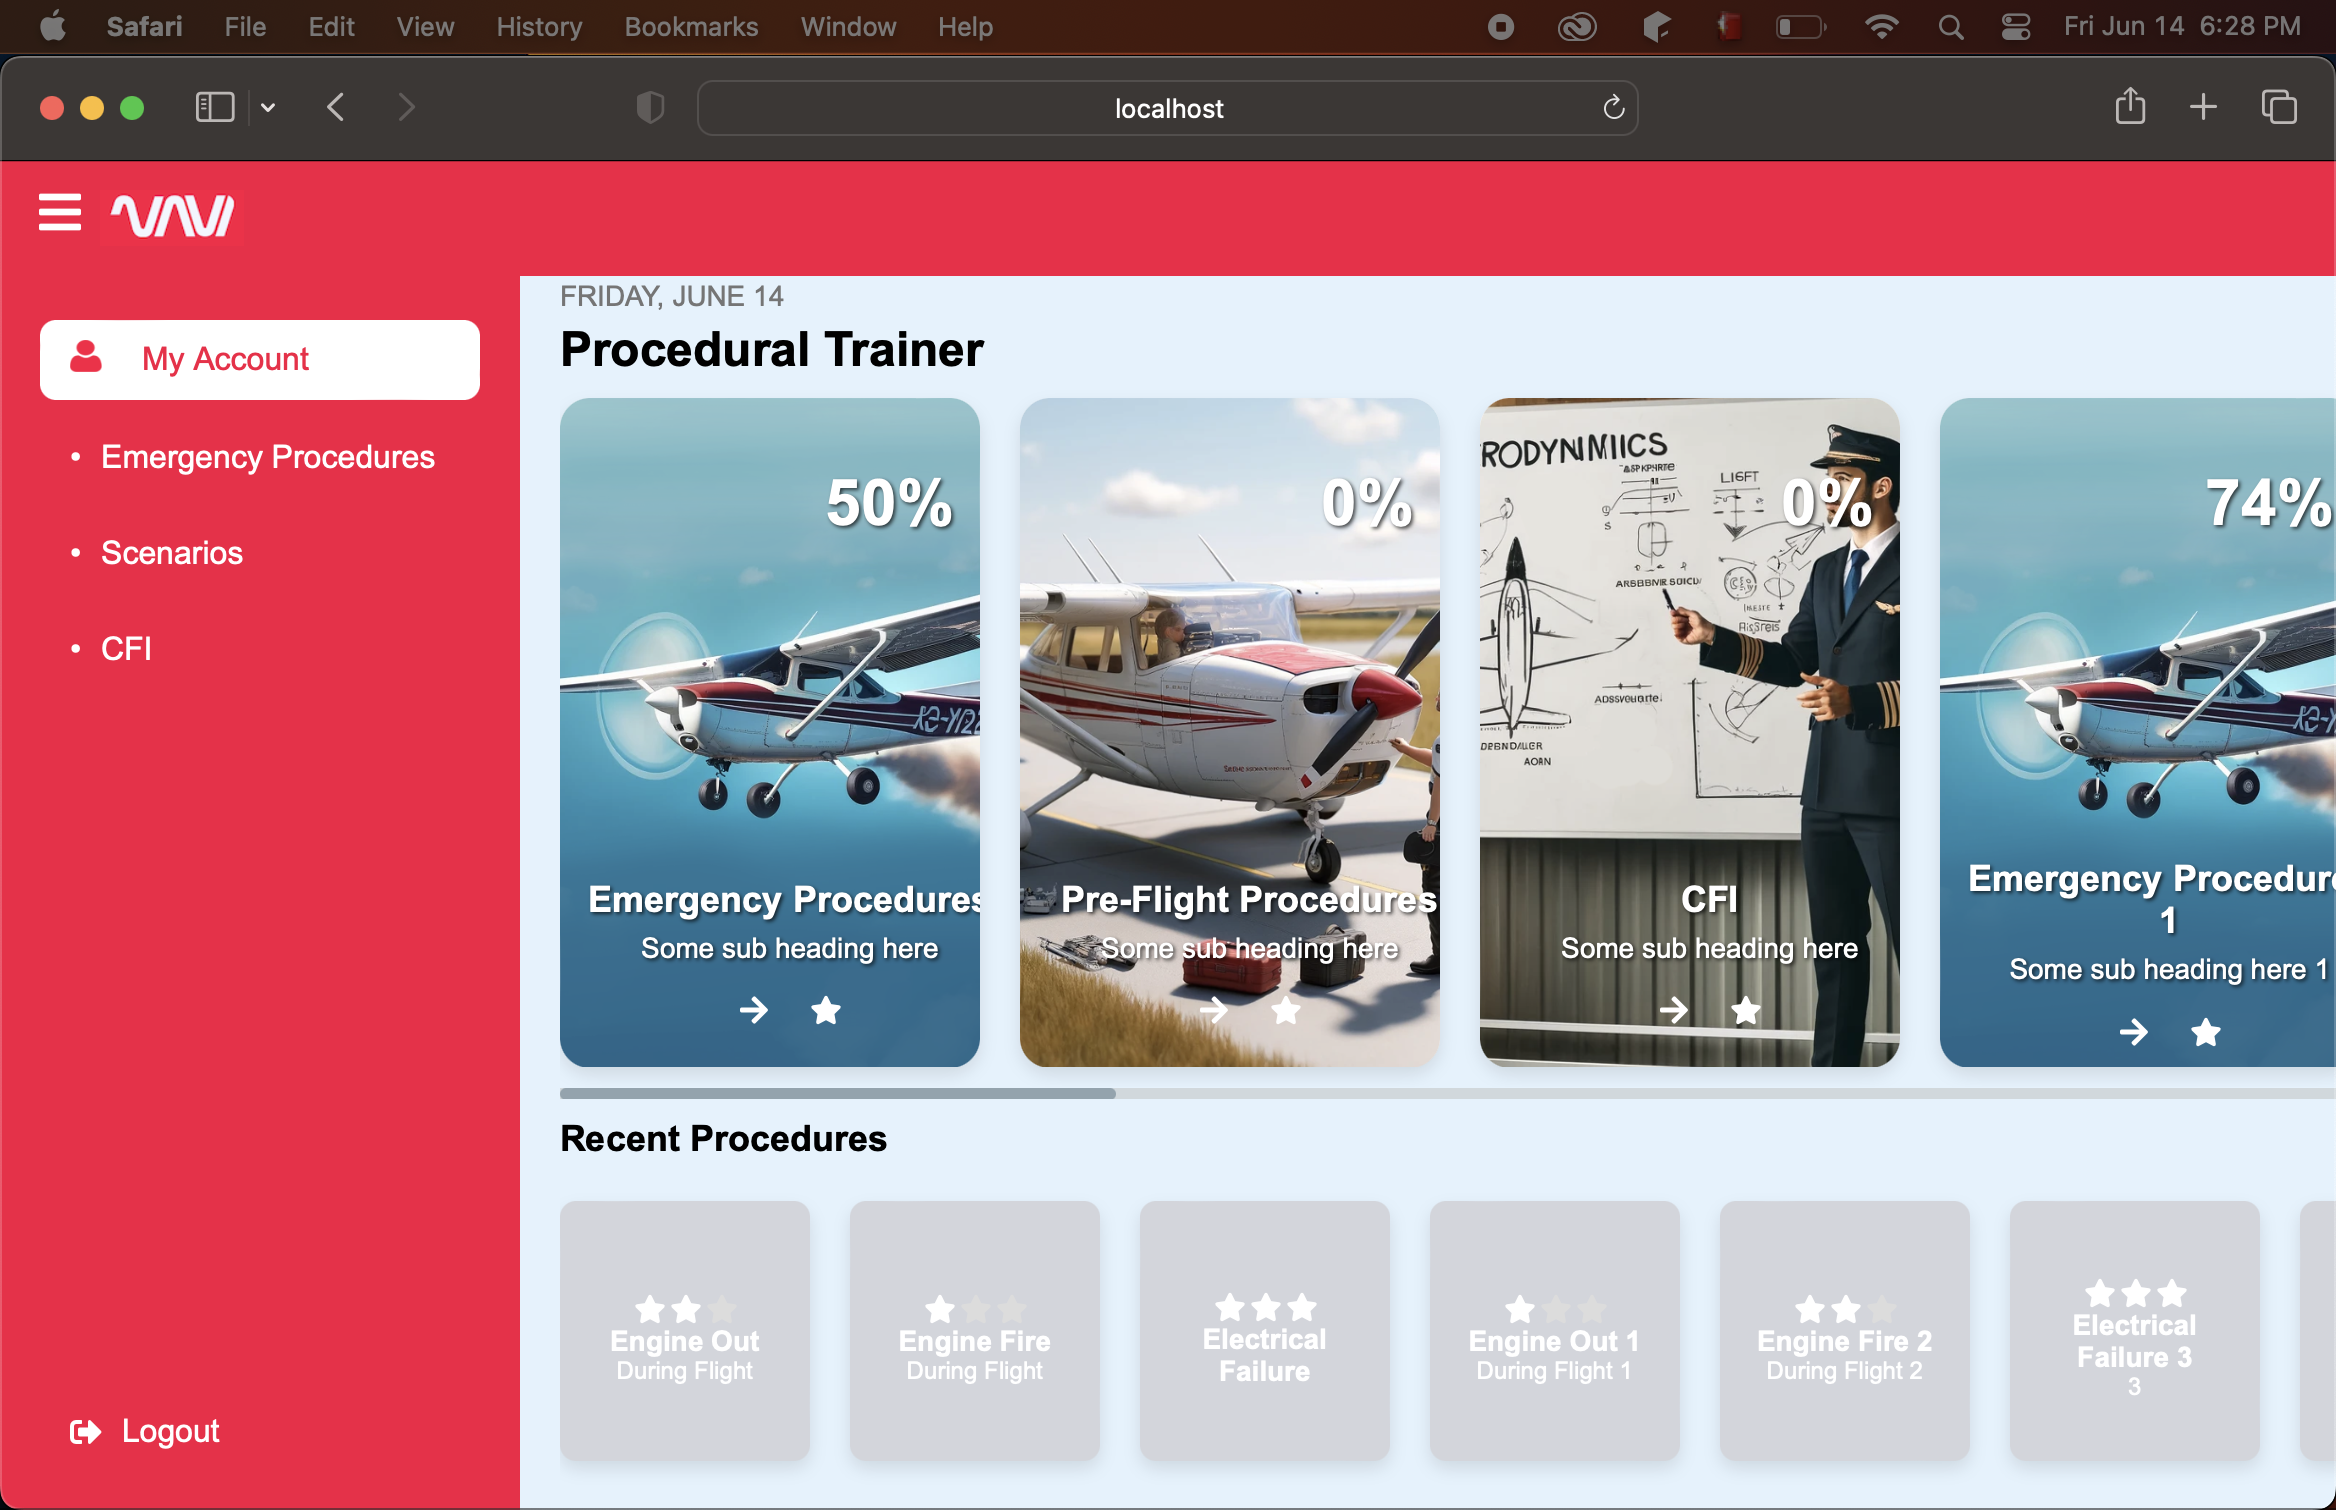 Safari File Edit View History Bookmarks Window Help Fri Jun 14 6:28 PM
localhost
FRIDAY, JUNE 14
Procedural Trainer
My Account
• Emergency Procedures
• Scenarios
• CFI
Logout
50%
Emergency Procedures
Some sub heading here
0%
Pre-Flight Procedures
Some sub heading here
RODYNIMIICS
LIGFT
AORN
0%
CFI
Some sub heading here
74%
Emergency Procedur
1
Some sub heading here 1
Recent Procedures
Engine Out
During Flight
Engine Fire
During Flight
Electrical
Failure
Engine Out 1
During Flight 1
Engine Fire 2
During Flight 2
Electrical
Failure 3
3